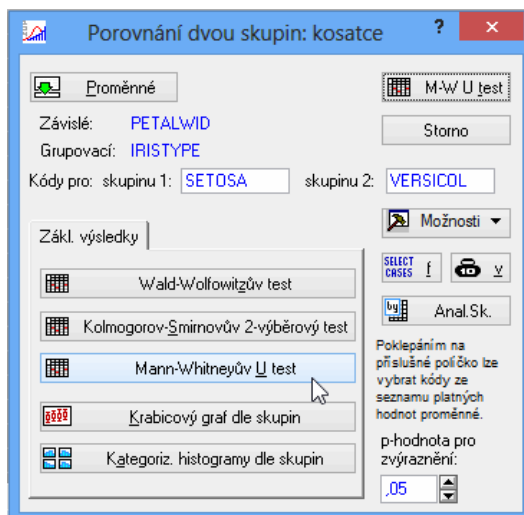 Porovnání dvou skupin: kosatce ? ×
Proměnné
M-W U test
Závislé: PETALWID
Storno
Grupovací: IRISTYPE
Kódy pro: skupinu 1: SETOSA skupinu 2: VERSICOL
Možnosti
Zákl. výsledky
SELECT CASES f v
Wald-Wolfowitzův test
Anal.Sk.
Kolmogorov-Smirnovův 2-výběrový test
Mann-Whitneyův U test
Krabicový graf dle skupin
Kategoriz. histogramy dle skupin
Poklepáním na
příslušné políčko lze
vybrat kódy ze
seznamu platných
hodnot proměnné.
p-hodnota pro
zvýraznění:
,05